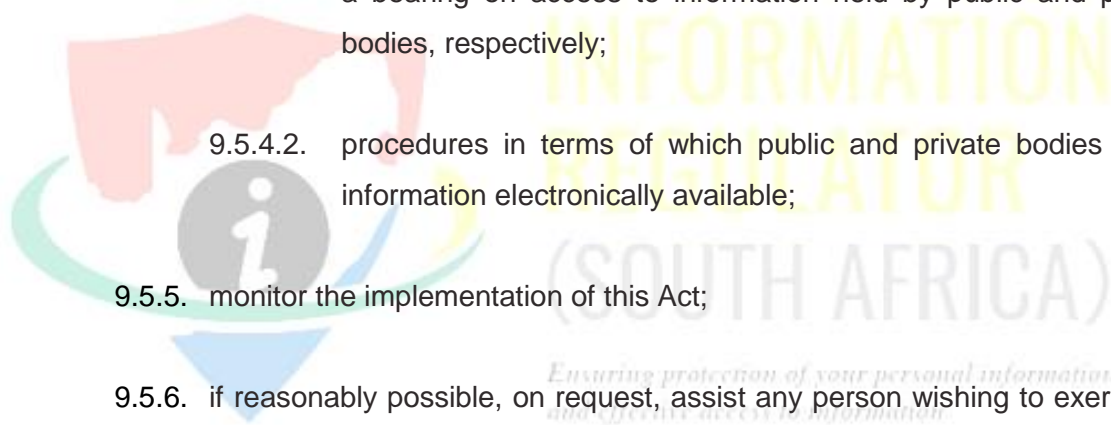 a bearing on access to information held by public and p
bodies, respectively;
INFORMATION
9.5.4.2. procedures in terms of which public and private bodies
REGULATOR
information electronically available;
(SOUTH AFRICA)
9.5.5. monitor the implementation of this Act;
Ensuring protection of your personal information
9.5.6. if reasonably possible, on request, assist any person wishing to exer
and effective access to information